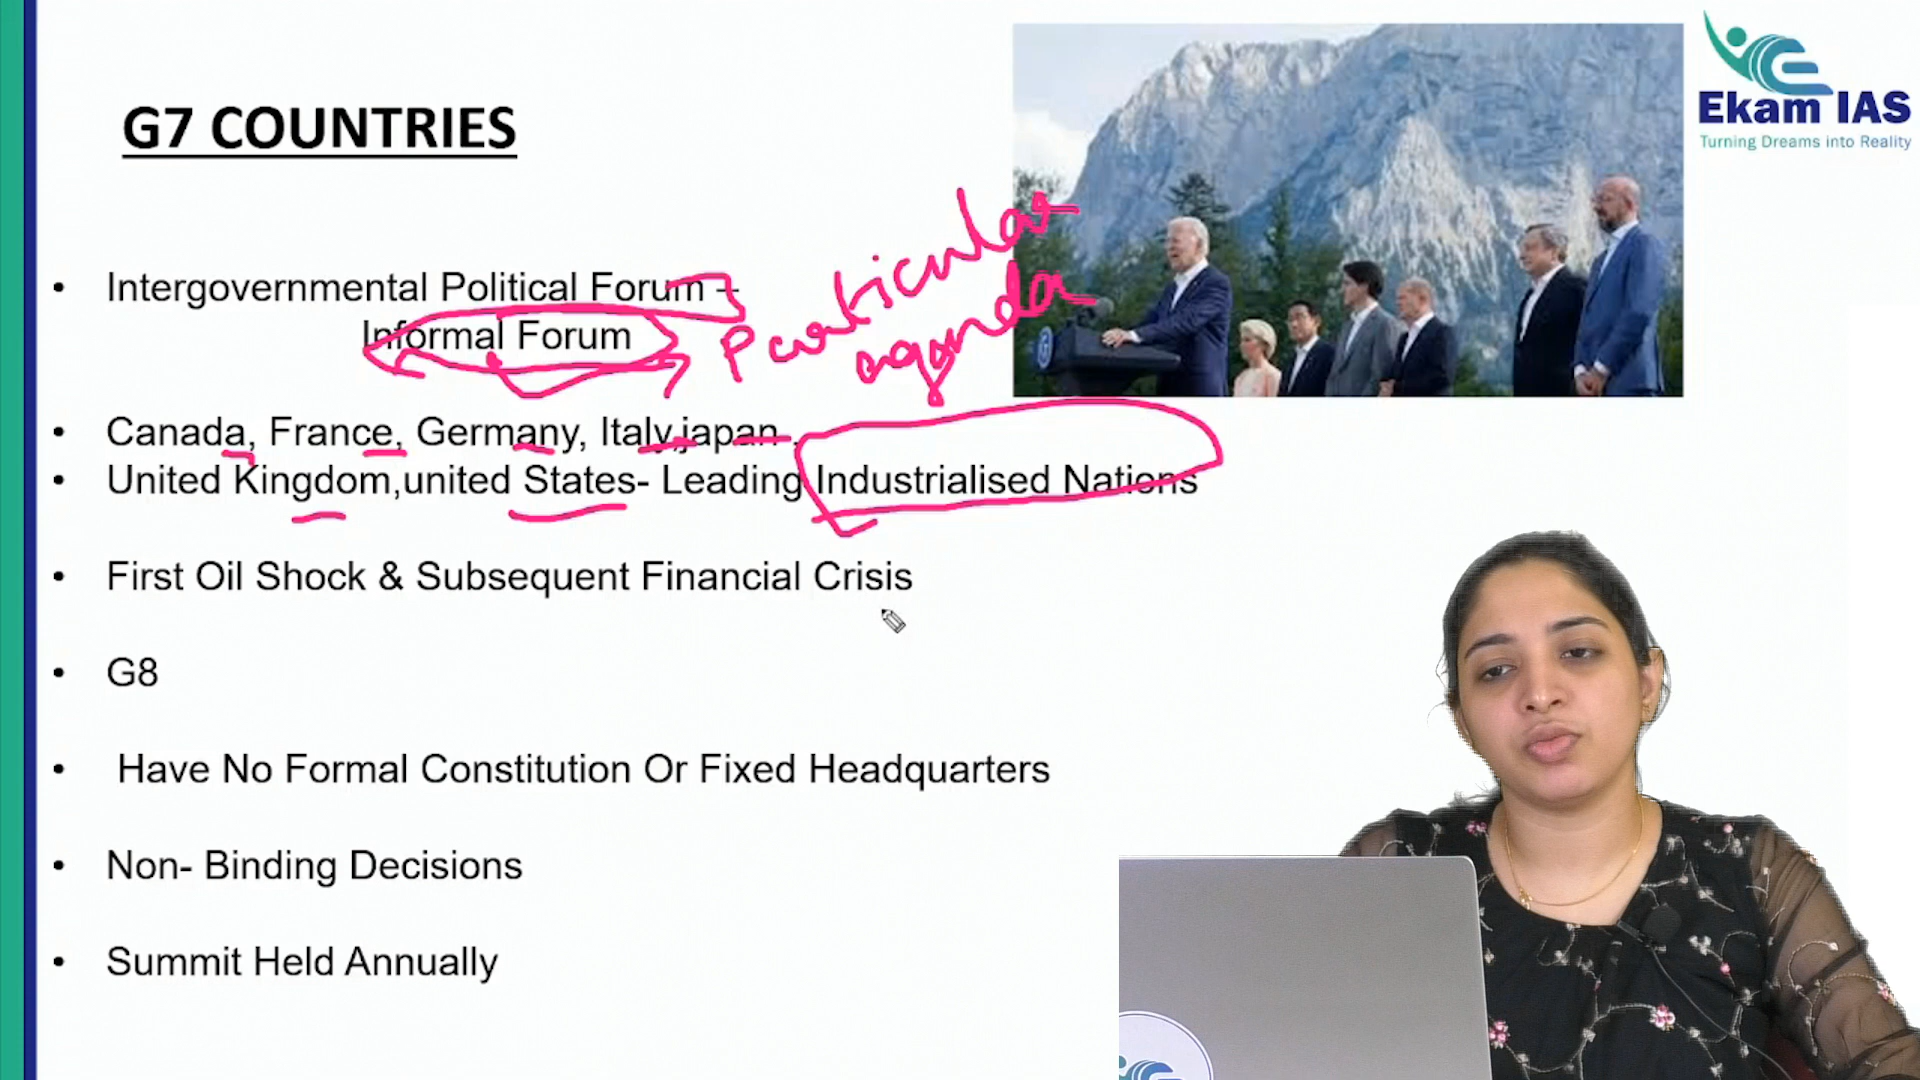 G7 COUNTRIES
Ekam IAS
Turning Dreams into Reality
• Intergovernmental Political Forum –
Informal Forum
Particular
agenda
• Canada, France, Germany, Italy,japan .
• United Kingdom,united States- Leading Industrialised Nations
• First Oil Shock & Subsequent Financial Crisis
• G8
• Have No Formal Constitution Or Fixed Headquarters
• Non- Binding Decisions
• Summit Held Annually